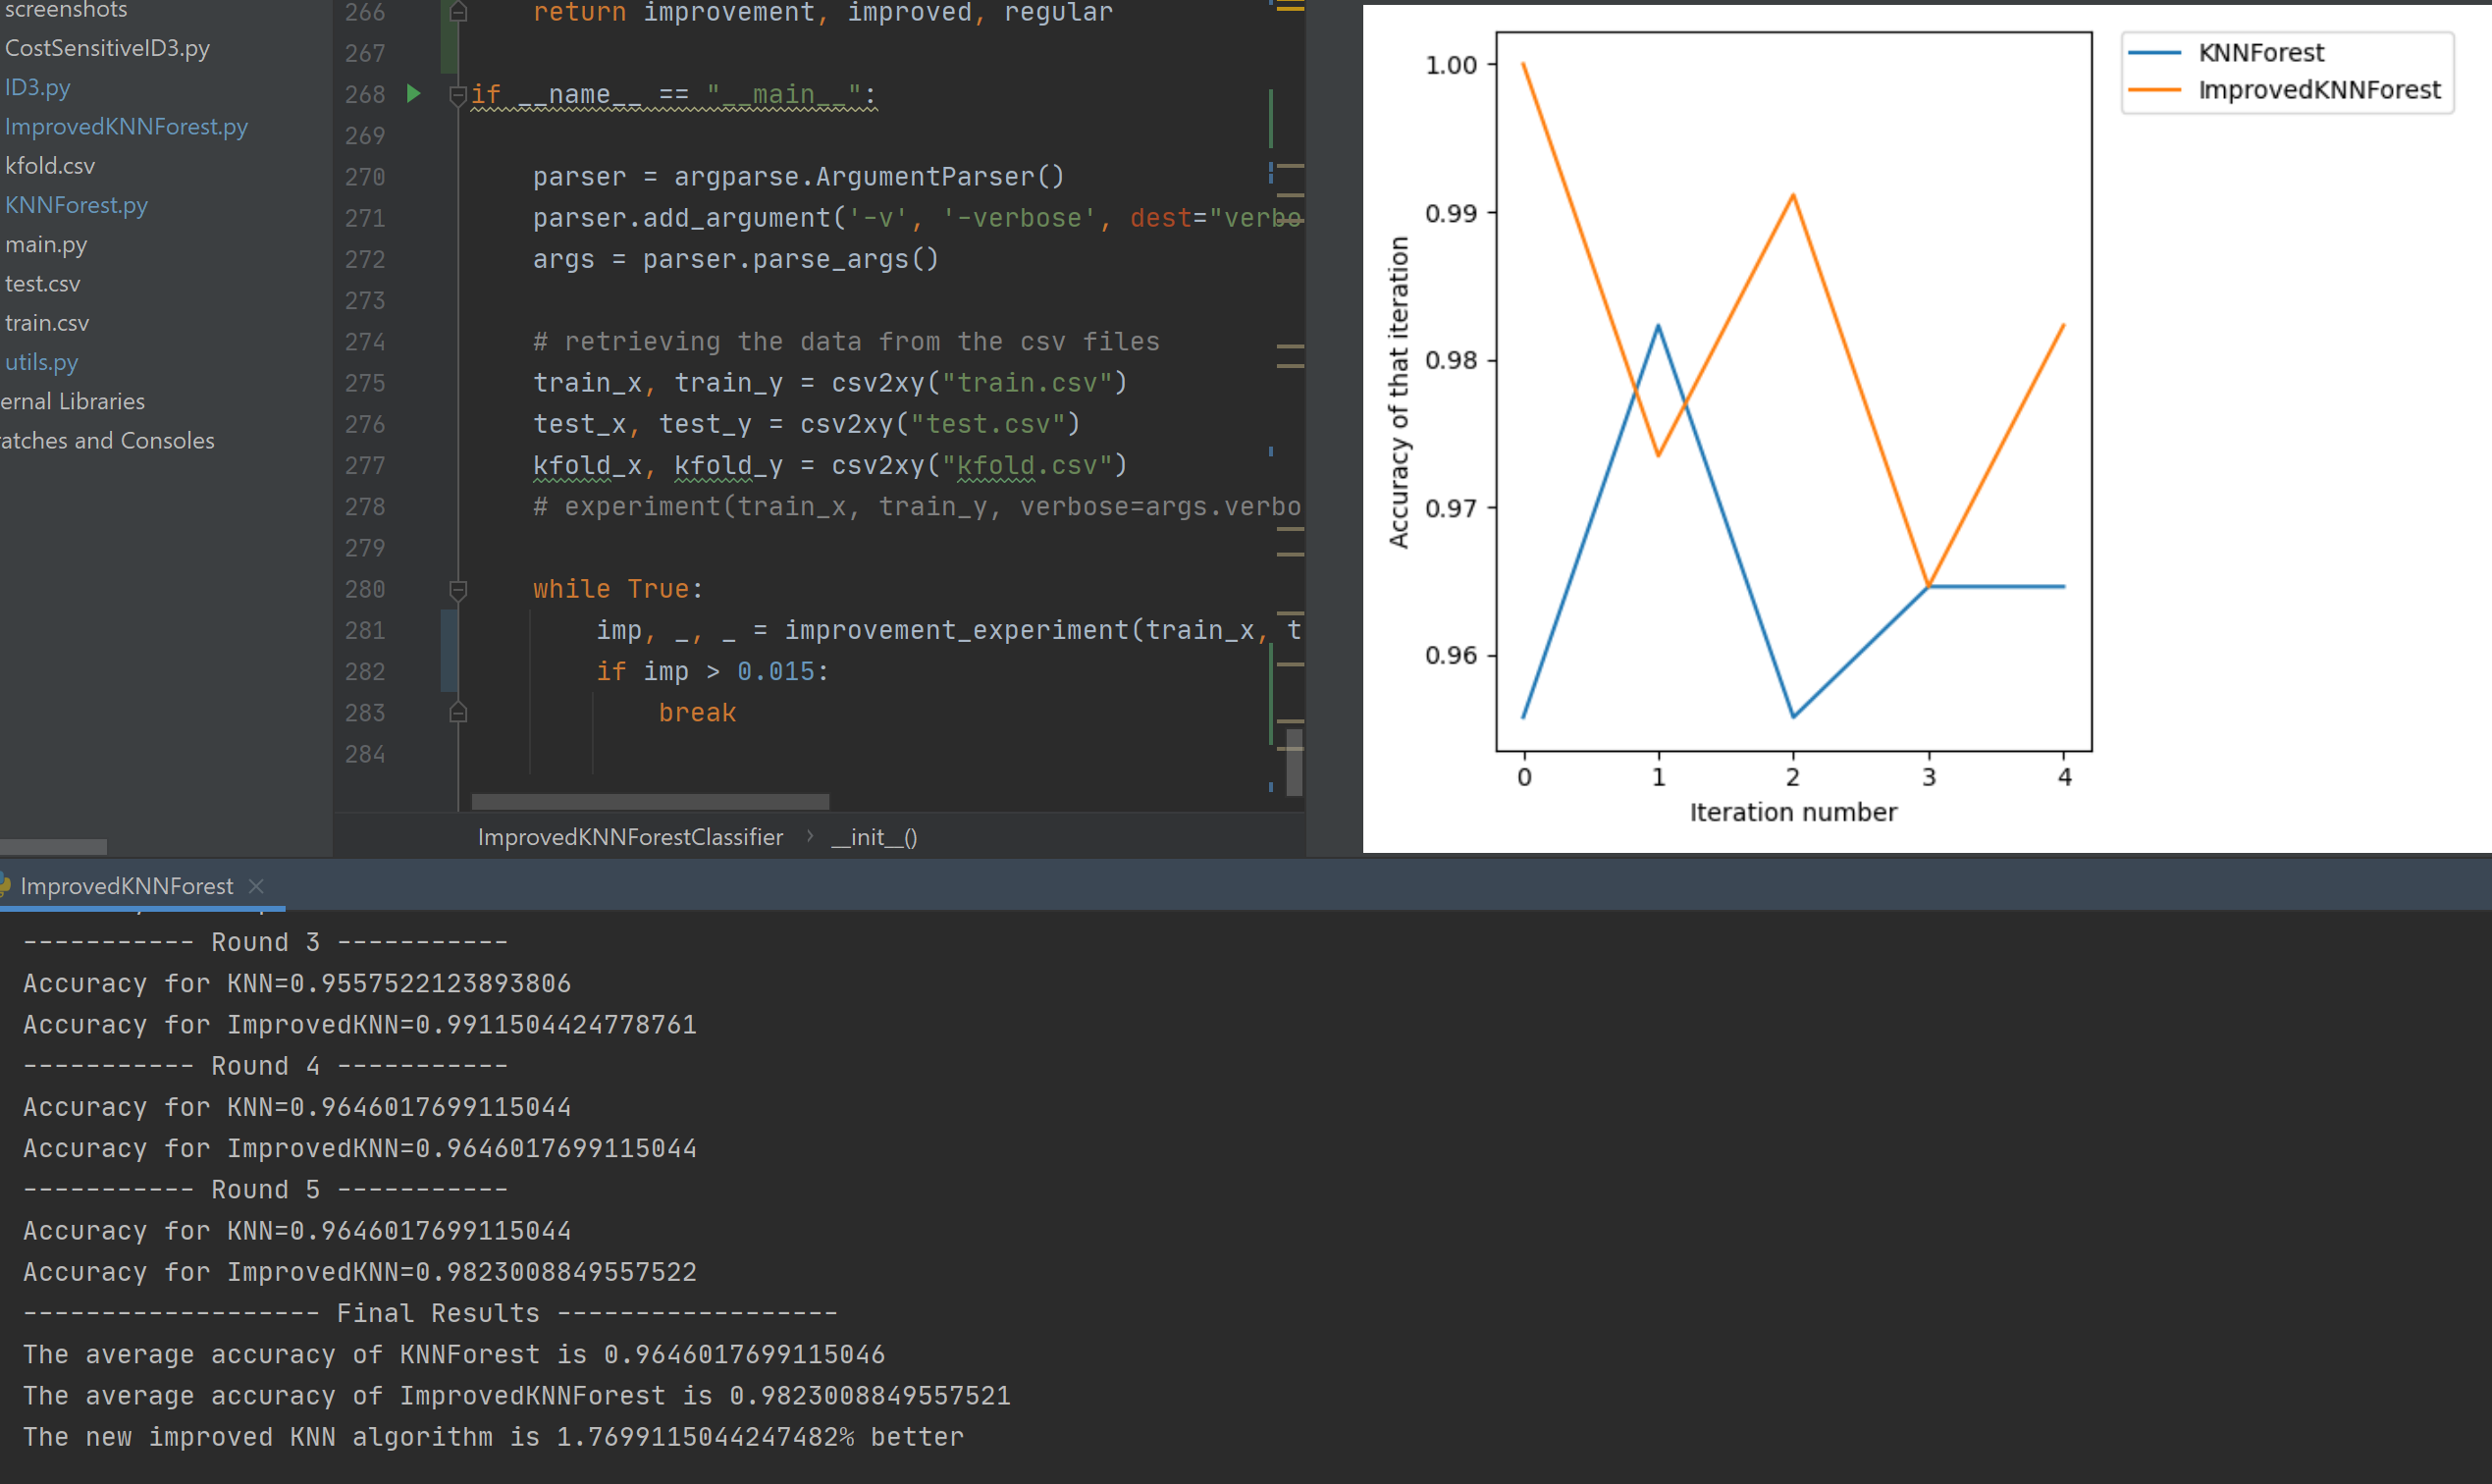 screenshots
CostSensitiveID3.py
ID3.py
ImprovedKNNForest.py
kfold.csv
KNNForest.py
main.py
test.csv
train.csv
utils.py
ernal Libraries
ratches and Consoles
266 return improvement, improved, regular
267
268 if __name__ == "__main__":
269
270 parser = argparse.ArgumentParser()
271 parser.add_argument('-v', '-verbose', dest="verbo
272 args = parser.parse_args()
273
274 # retrieving the data from the csv files
275 train_x, train_y = csv2xy("train.csv")
276 test_x, test_y = csv2xy("test.csv")
277 kfold_x, kfold_y = csv2xy("kfold.csv")
278 # experiment(train_x, train_y, verbose=args.verbo
279
280 while True:
281 imp, _, _ = improvement_experiment(train_x, t
282 if imp > 0.015:
283 break
284
ImprovedKNNForestClassifier › __init__()
KNNForest
ImprovedKNNForest
1.00
0.99
0.98
0.97
0.96
Accuracy of that iteration
0 1 2 3 4
Iteration number
ImprovedKNNForest ×
----------- Round 3 -----------
Accuracy for KNN=0.9557522123893806
Accuracy for ImprovedKNN=0.9911504424778761
----------- Round 4 -----------
Accuracy for KNN=0.9646017699115044
Accuracy for ImprovedKNN=0.9646017699115044
----------- Round 5 -----------
Accuracy for KNN=0.9646017699115044
Accuracy for ImprovedKNN=0.9823008849557522
------------------- Final Results ------------------
The average accuracy of KNNForest is 0.9646017699115046
The average accuracy of ImprovedKNNForest is 0.9823008849557521
The new improved KNN algorithm is 1.7699115044247482% better